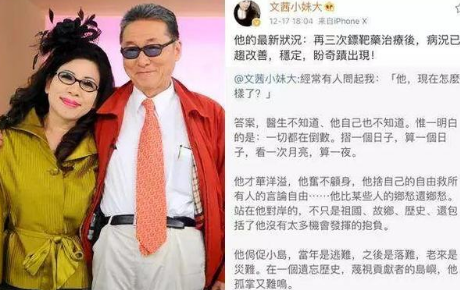 文茜小妹大
12-17 18:04 来自iPhone X
他的最新狀況：再三次鏢靶藥治療後，病況已
趨改善，穩定，盼奇蹟出現！
@文茜小妹大：經常有人問起我：「他，現在怎麼
樣了？」
答案，醫生不知道、他自己也不知道。惟一明白
的是：一切都在倒數。摺一個日子，算一個日
子，看一次月亮，算一夜。
他才華洋溢，他奮不顧身，他捨自己的自由救所
有人的言論自由⋯⋯他比某些人的鄉愁還鄉愁。
站在他對岸的，不只是祖國、故鄉、歷史、還包
括了他沒有太多機會發揮的抱負。
他侷促小島，當年是逃難，之後是落難，老來是
災難。在一個遺忘歷史，蔑視貢獻者的島嶼，他
孤掌又難鳴。